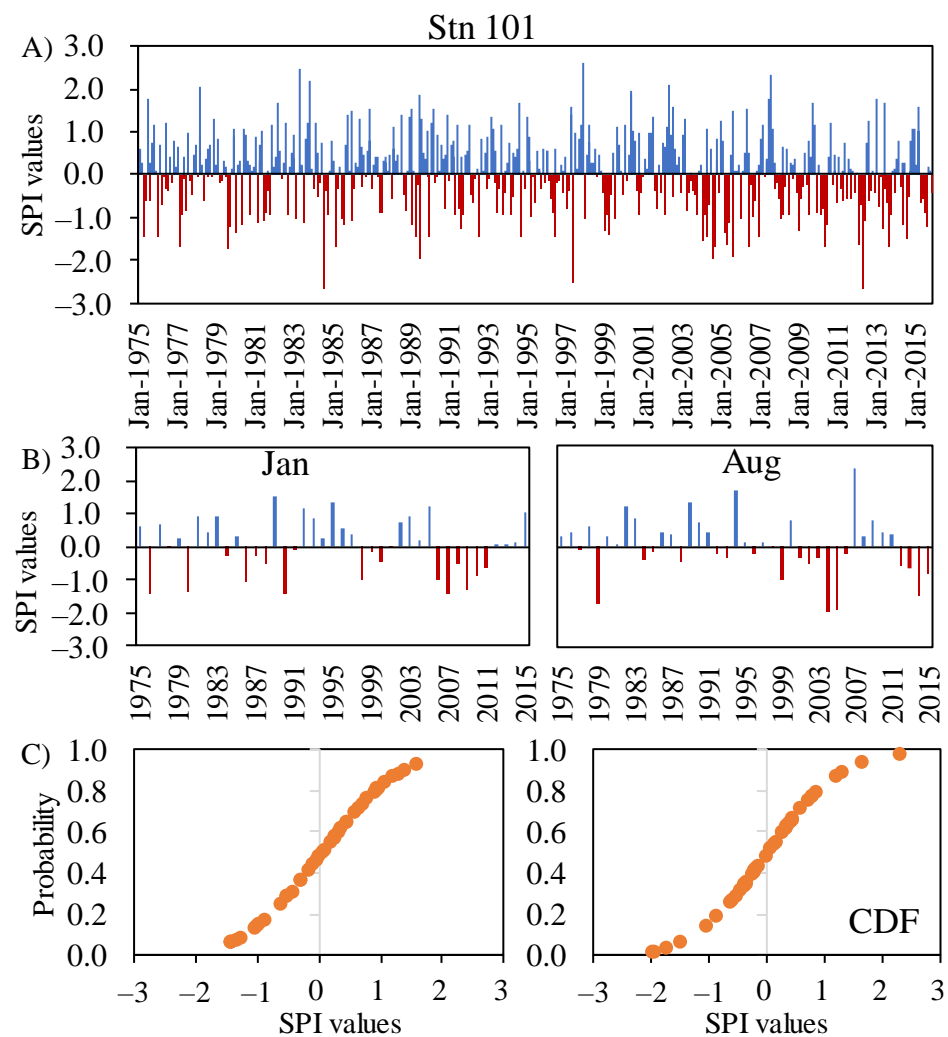 Stn 101
A)
3.0
2.0
1.0
0.0
–1.0
–2.0
–3.0
SPI values
Jan-1975
Jan-1977
Jan-1979
Jan-1981
Jan-1983
Jan-1985
Jan-1987
Jan-1989
Jan-1991
Jan-1993
Jan-1995
Jan-1997
Jan-1999
Jan-2001
Jan-2003
Jan-2005
Jan-2007
Jan-2009
Jan-2011
Jan-2013
Jan-2015
B)
3.0
2.0
1.0
0.0
–1.0
–2.0
–3.0
SPI values
Jan
Aug
1975
1979
1983
1987
1991
1995
1999
2003
2007
2011
2015
1975
1979
1983
1987
1991
1995
1999
2003
2007
2011
2015
C)
1.0
0.8
0.6
0.4
0.2
0.0
Probability
–3
–2
–1
0
1
2
3
SPI values
1.0
0.8
0.6
0.4
0.2
0.0
CDF
–3
–2
–1
0
1
2
3
SPI values